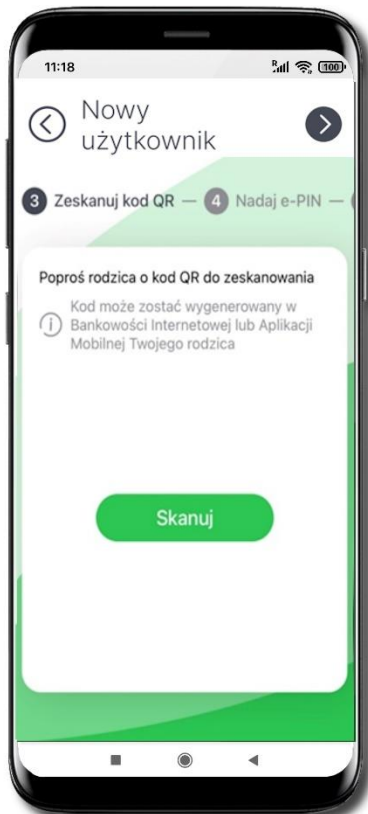 11:18
R
100
Nowy
użytkownik
3 Zeskanuj kod QR — 4 Nadaj e-PIN —
Poproś rodzica o kod QR do zeskanowania
Kod może zostać wygenerowany w
Bankowości Internetowej lub Aplikacji
Mobilnej Twojego rodzica
Skanuj